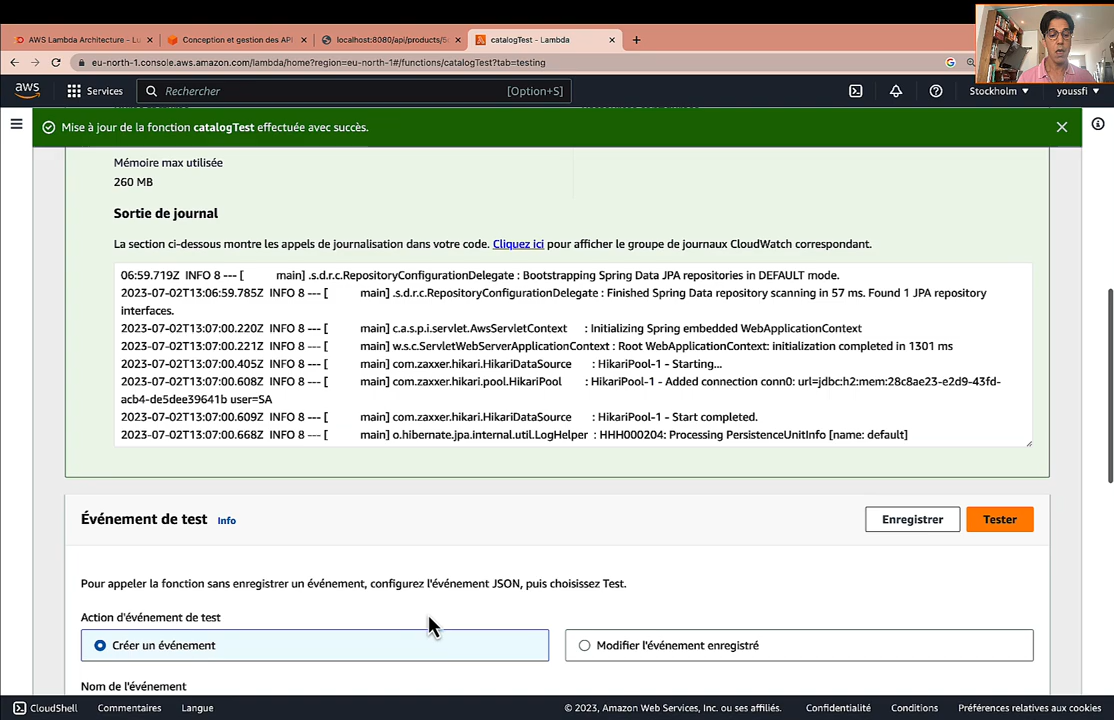 AWS Lambda Architecture - Lu
Conception et gestion des API
localhost:8080/api/products/5
catalogTest - Lambda
eu-north-1.console.aws.amazon.com/lambda/home?region=eu-north-1#/functions/catalogTest?tab=testing
aws Services Rechercher [Option+S] Stockholm youssfi
Mise à jour de la fonction catalogTest effectuée avec succès.
Mémoire max utilisée
260 MB
Sortie de journal
La section ci-dessous montre les appels de journalisation dans votre code. Cliquez ici pour afficher le groupe de journaux CloudWatch correspondant.
06:59.719Z INFO 8 --- [ main] .s.d.r.c.RepositoryConfigurationDelegate : Bootstrapping Spring Data JPA repositories in DEFAULT mode.
2023-07-02T13:06:59.785Z INFO 8 --- [ main] .s.d.r.c.RepositoryConfigurationDelegate : Finished Spring Data repository scanning in 57 ms. Found 1 JPA repository
interfaces.
2023-07-02T13:07:00.220Z INFO 8 --- [ main] c.a.s.p.i.servlet.AwsServletContext : Initializing Spring embedded WebApplicationContext
2023-07-02T13:07:00.221Z INFO 8 --- [ main] w.s.c.ServletWebServerApplicationContext : Root WebApplicationContext: initialization completed in 1301 ms
2023-07-02T13:07:00.405Z INFO 8 --- [ main] com.zaxxer.hikari.HikariDataSource : HikariPool-1 - Starting...
2023-07-02T13:07:00.608Z INFO 8 --- [ main] com.zaxxer.hikari.pool.HikariPool : HikariPool-1 - Added connection conn0: url=jdbc:h2:mem:28c8ae23-e2d9-43fd-
acb4-de5dee39641b user=SA
2023-07-02T13:07:00.609Z INFO 8 --- [ main] com.zaxxer.hikari.HikariDataSource : HikariPool-1 - Start completed.
2023-07-02T13:07:00.668Z INFO 8 --- [ main] o.hibernate.jpa.internal.util.LogHelper : HHH000204: Processing PersistenceUnitInfo [name: default]
Événement de test Info Enregistrer Tester
Pour appeler la fonction sans enregistrer un événement, configurez l'événement JSON, puis choisissez Test.
Action d'événement de test
Créer un événement Modifier l'événement enregistré
Nom de l'événement
CloudShell Commentaires Langue © 2023, Amazon Web Services, Inc. ou ses affiliés. Confidentialité Conditions Préférences relatives aux cookies